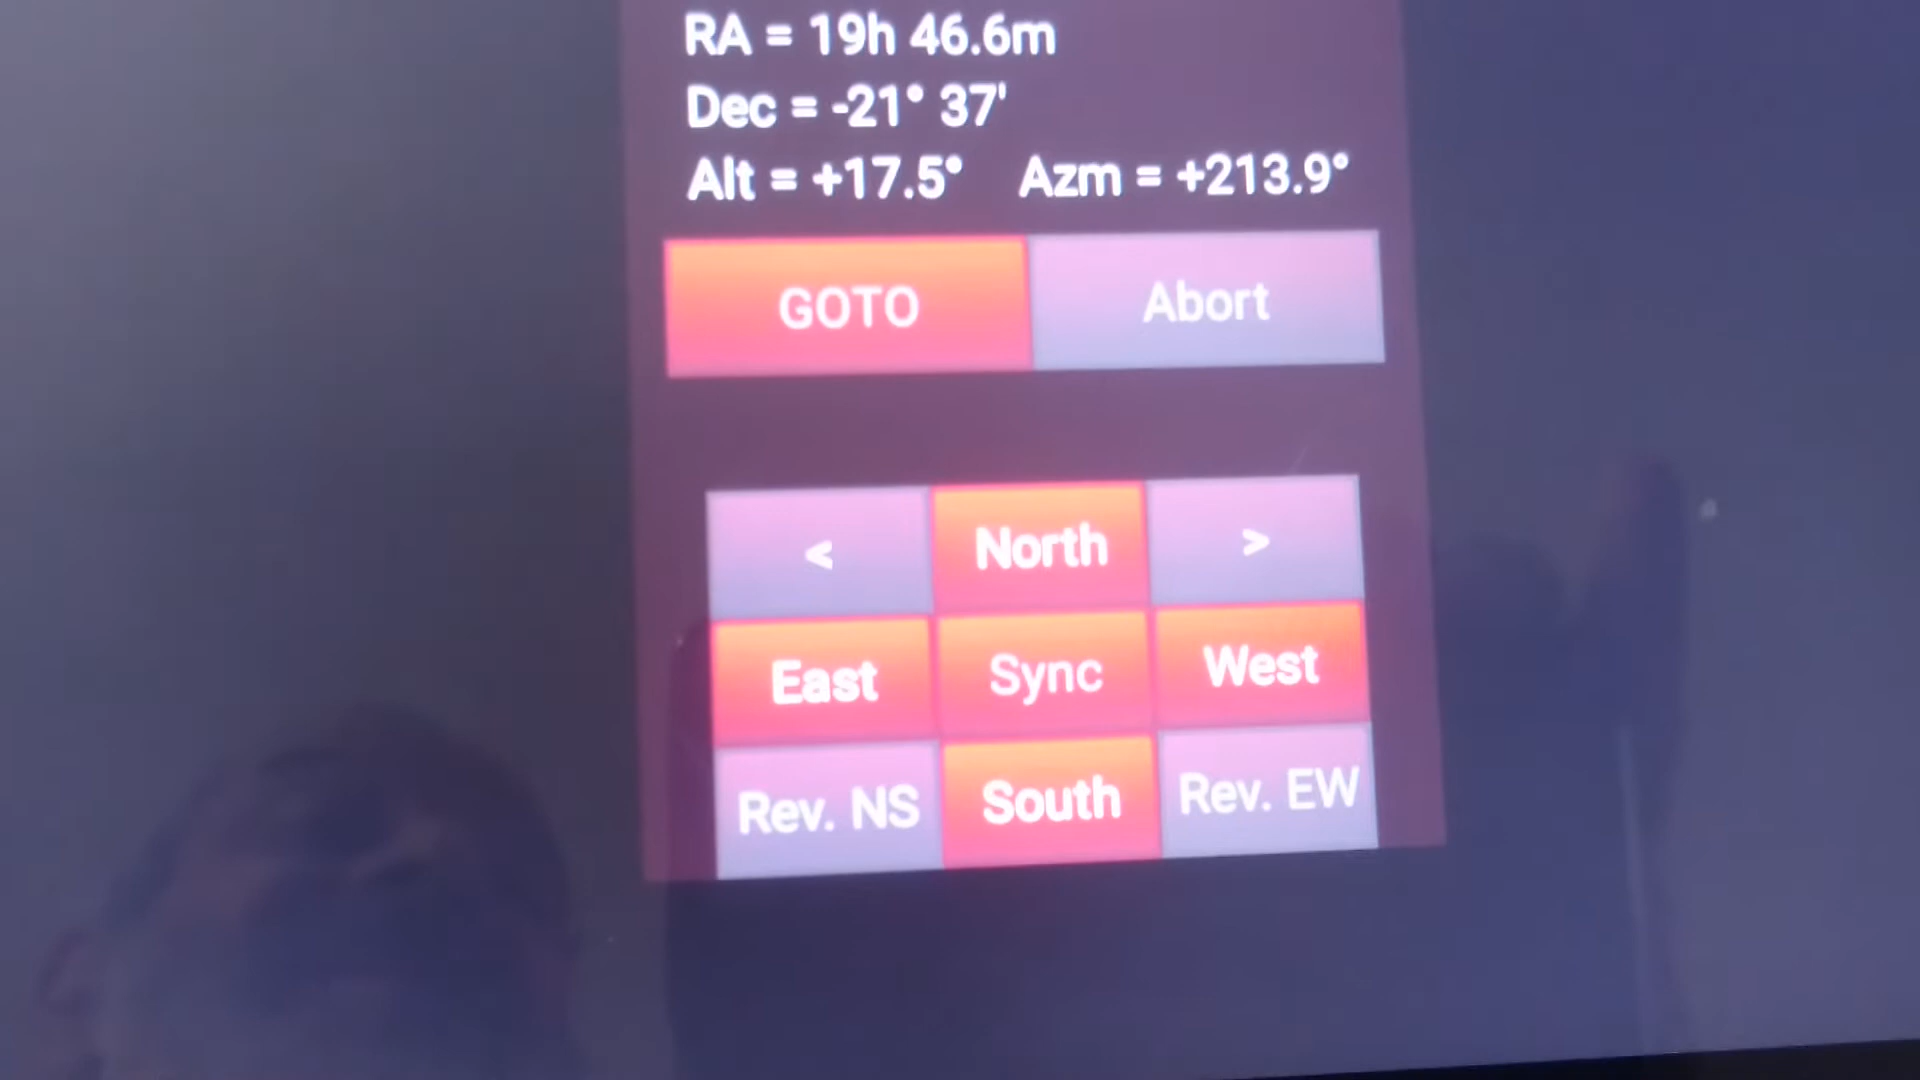 RA = 19h 46.6m
Dec = -21° 37'
Alt = +17.5° Azm = +213.9°
GOTO Abort
< North >
East Sync West
Rev. NS South Rev. EW